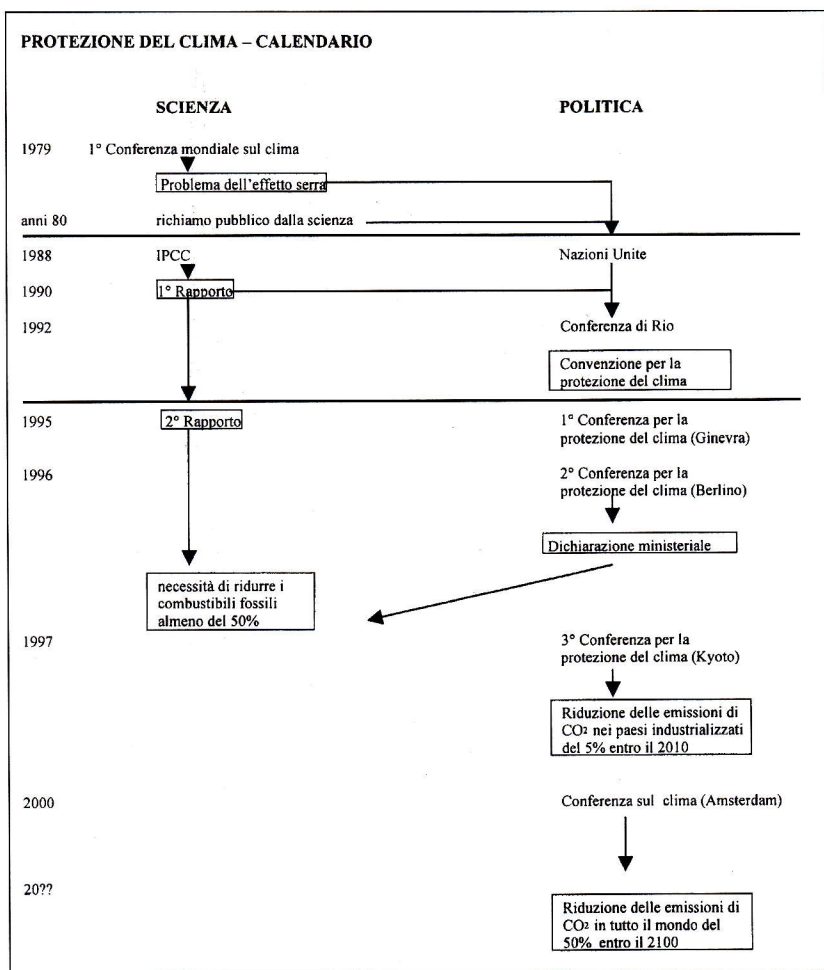 PROTEZIONE DEL CLIMA – CALENDARIO
SCIENZA POLITICA
1979 1° Conferenza mondiale sul clima
Problema dell'effetto serra
anni 80 richiamo pubblico dalla scienza
1988 IPCC Nazioni Unite
1990 1° Rapporto
1992 Conferenza di Rio
Convenzione per la
protezione del clima
1995 2° Rapporto 1° Conferenza per la
protezione del clima (Ginevra)
1996 2° Conferenza per la
protezione del clima (Berlino)
Dichiarazione ministeriale
necessità di ridurre i
combustibili fossili
almeno del 50%
1997 3° Conferenza per la
protezione del clima (Kyoto)
Riduzione delle emissioni di
CO2 nei paesi industrializzati
del 5% entro il 2010
2000 Conferenza sul clima (Amsterdam)
20??
Riduzione delle emissioni di
CO2 in tutto il mondo del
50% entro il 2100